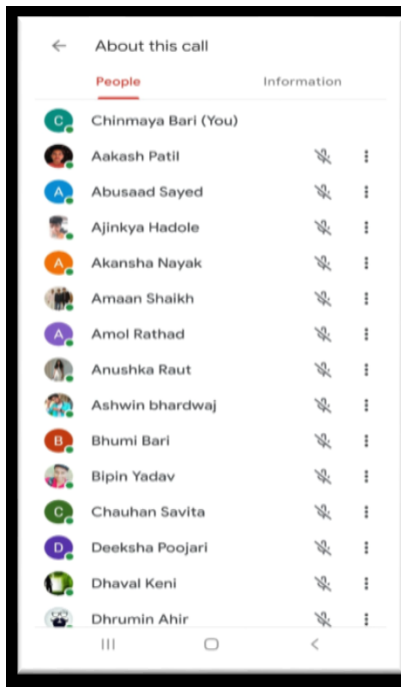 About this call
People Information
C Chinmaya Bari (You)
Aakash Patil
A Abusaad Sayed
Ajinkya Hadole
A Akansha Nayak
Amaan Shaikh
A Amol Rathad
Anushka Raut
Ashwin bhardwaj
B Bhumi Bari
Bipin Yadav
C Chauhan Savita
D Deeksha Poojari
Dhaval Keni
Dhrumin Ahir